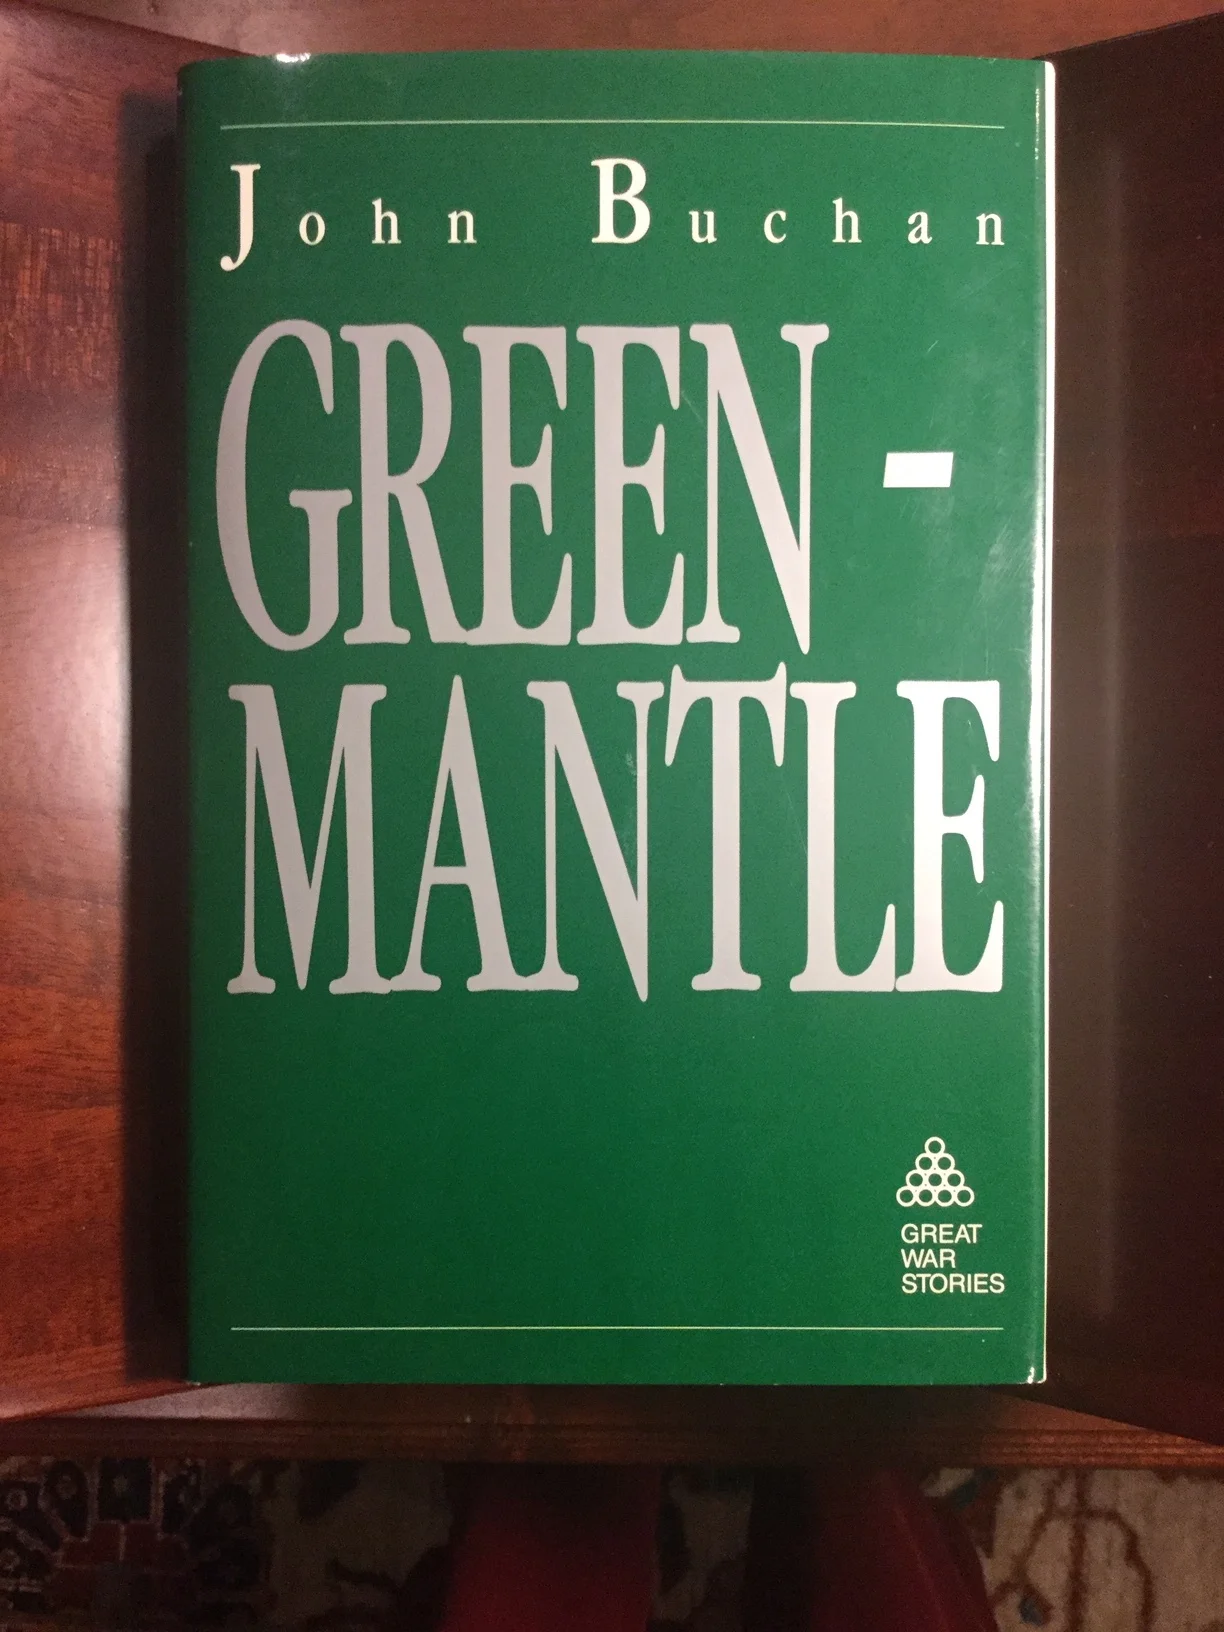 John Buchan
GREEN-
MANTLE
GREAT
WAR
STORIES